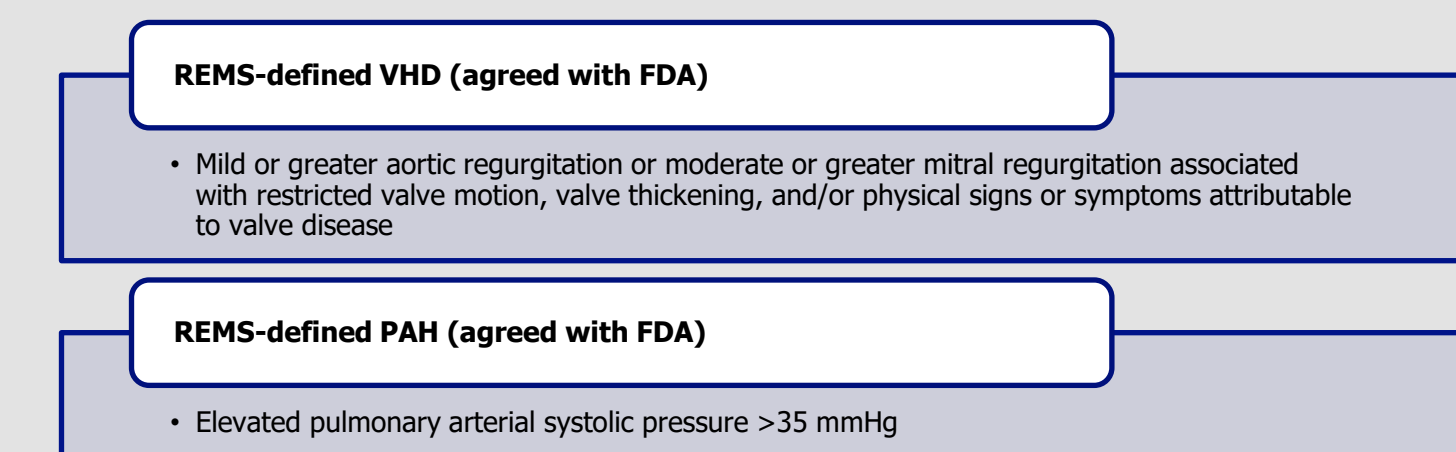 REMS-defined VHD (agreed with FDA)
• Mild or greater aortic regurgitation or moderate or greater mitral regurgitation associated
with restricted valve motion, valve thickening, and/or physical signs or symptoms attributable
to valve disease
REMS-defined PAH (agreed with FDA)
• Elevated pulmonary arterial systolic pressure >35 mmHg